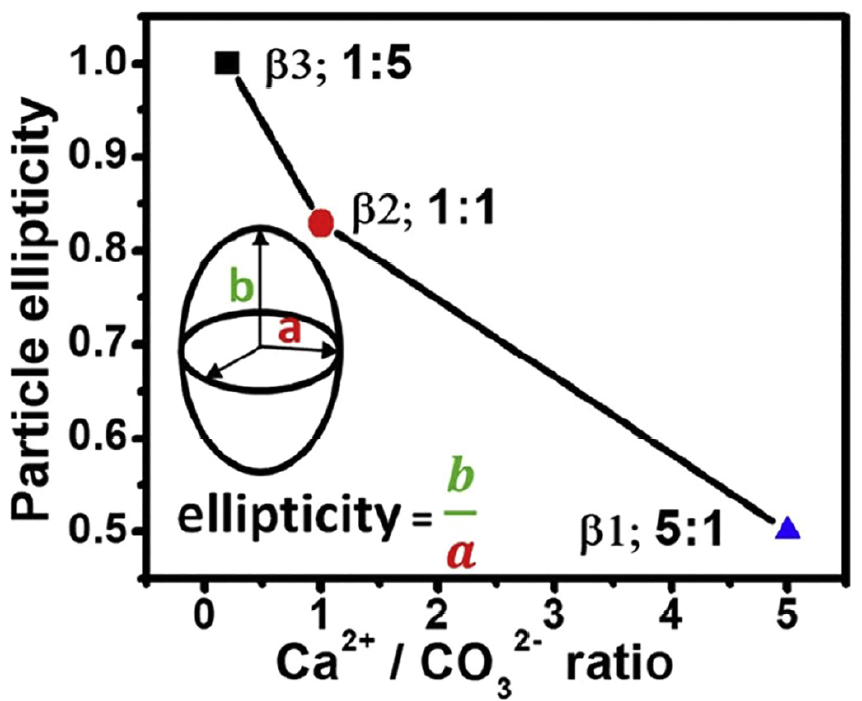 Particle ellipticity
1.0
0.9
0.8
0.7
0.6
0.5
β3; 1:5
β2; 1:1
b
a
ellipticity = b/a
β1; 5:1
0 1 2 3 4 5
Ca²⁺ / CO₃²⁻ ratio